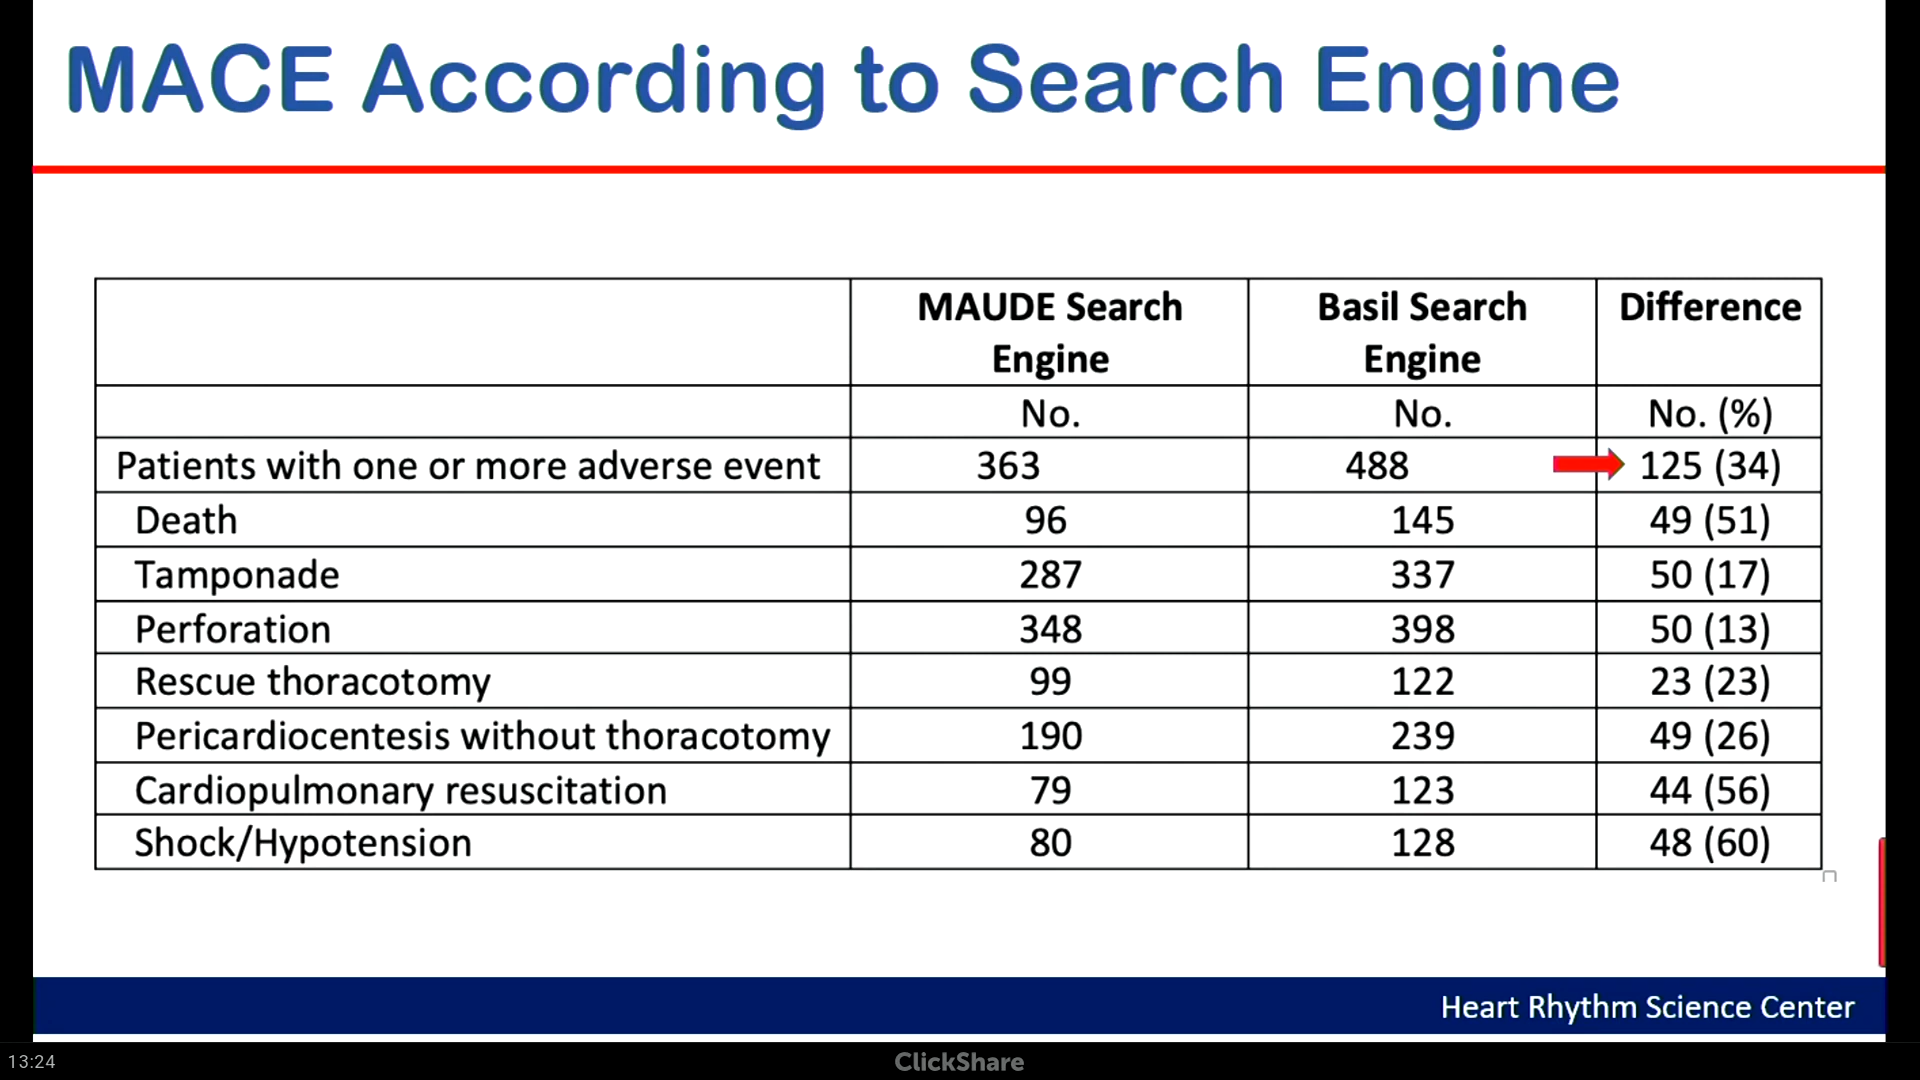 MACE According to Search Engine
MAUDE Search Engine Basil Search Engine Difference
No. No. No. (%)
Patients with one or more adverse event 363 488 125 (34)
Death 96 145 49 (51)
Tamponade 287 337 50 (17)
Perforation 348 398 50 (13)
Rescue thoracotomy 99 122 23 (23)
Pericardiocentesis without thoracotomy 190 239 49 (26)
Cardiopulmonary resuscitation 79 123 44 (56)
Shock/Hypotension 80 128 48 (60)
Heart Rhythm Science Center
13:24 ClickShare